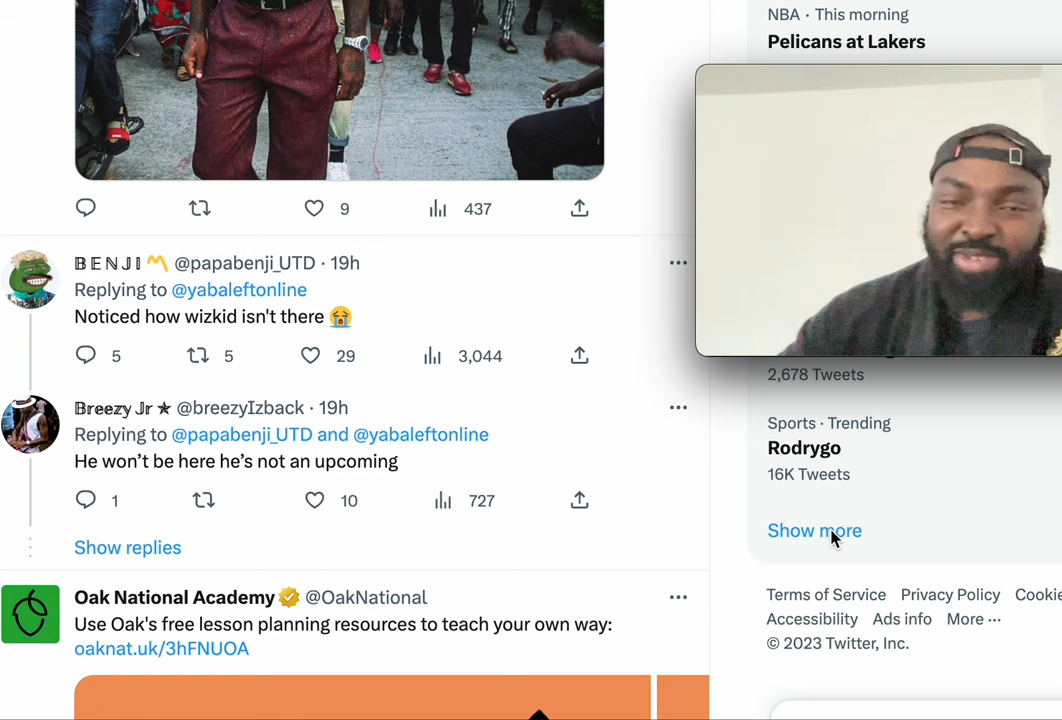 NBA · This morning
Pelicans at Lakers
9 437
𝔹 𝔼 ℕ 𝕁 𝕀 〽️ @papabenji_UTD · 19h
Replying to @yabaleftonline
Noticed how wizkid isn't there 😭
5 5 29 3,044
𝔹𝕣𝕖𝕖𝕫𝕪 𝕁𝕣 ✯ @breezyIzback · 19h
Replying to @papabenji_UTD and @yabaleftonline
He won’t be here he’s not an upcoming
1 10 727
Show replies
Oak National Academy @OakNational
Use Oak's free lesson planning resources to teach your own way:
oaknat.uk/3hFNUOA
2,678 Tweets
Sports · Trending
Rodrygo
16K Tweets
Show more
Terms of Service Privacy Policy Cookie
Accessibility Ads info More ···
© 2023 Twitter, Inc.